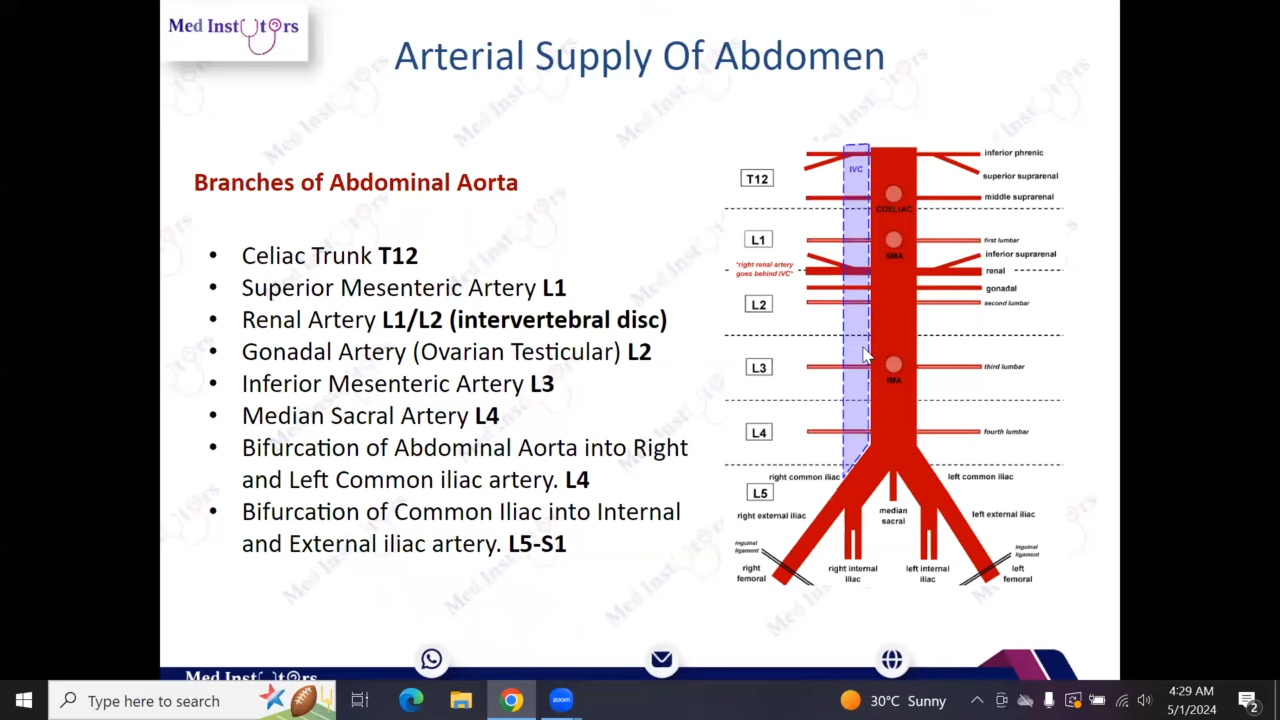 Med Inst t rs
Arterial Supply Of Abdomen
Branches of Abdominal Aorta
• Celiac Trunk T12
• Superior Mesenteric Artery L1
• Renal Artery L1/L2 (intervertebral disc)
• Gonadal Artery (Ovarian Testicular) L2
• Inferior Mesenteric Artery L3
• Median Sacral Artery L4
• Bifurcation of Abdominal Aorta into Right
and Left Common iliac artery. L4
• Bifurcation of Common Iliac into Internal
and External iliac artery. L5-S1
inferior phrenic
IVC
T12
superior suprarenal
middle suprarenal
COELIAC
L1
first lumbar
SMA
inferior suprarenal
"right renal artery
goes behind IVC"
renal
gonadal
L2
second lumbar
L3
third lumbar
IMA
L4
fourth lumbar
right common iliac
left common iliac
L5
right external iliac
median
sacral
left external iliac
inguinal
ligament
inguinal
ligament
right
femoral
right internal
iliac
left internal
iliac
left
femoral
Med Inst t rs
Type here to search
zoom
30°C Sunny
4:29 AM
5/1/2024
2